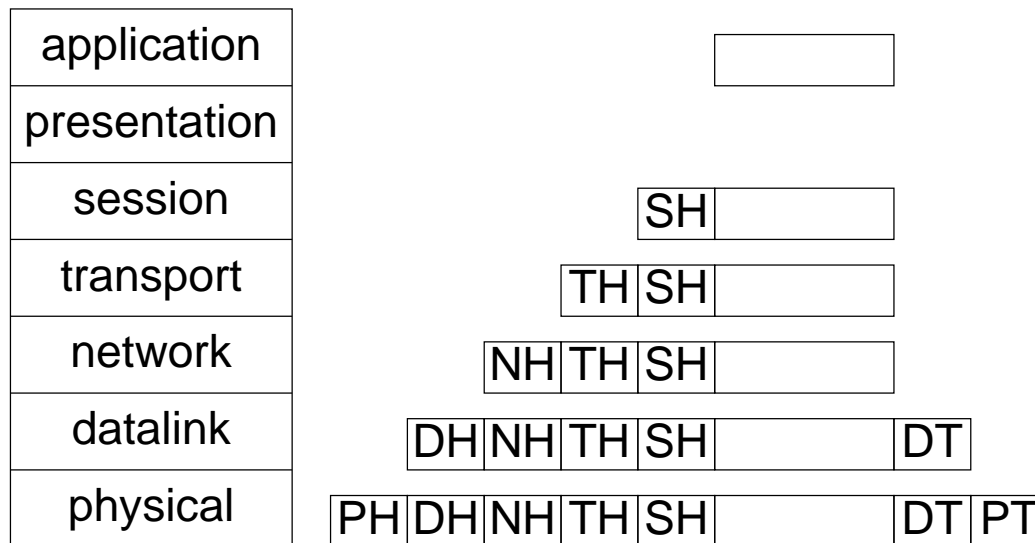 application
presentation
session SH
transport TH SH
network NH TH SH
datalink DH NH TH SH DT
physical PH DH NH TH SH DT PT